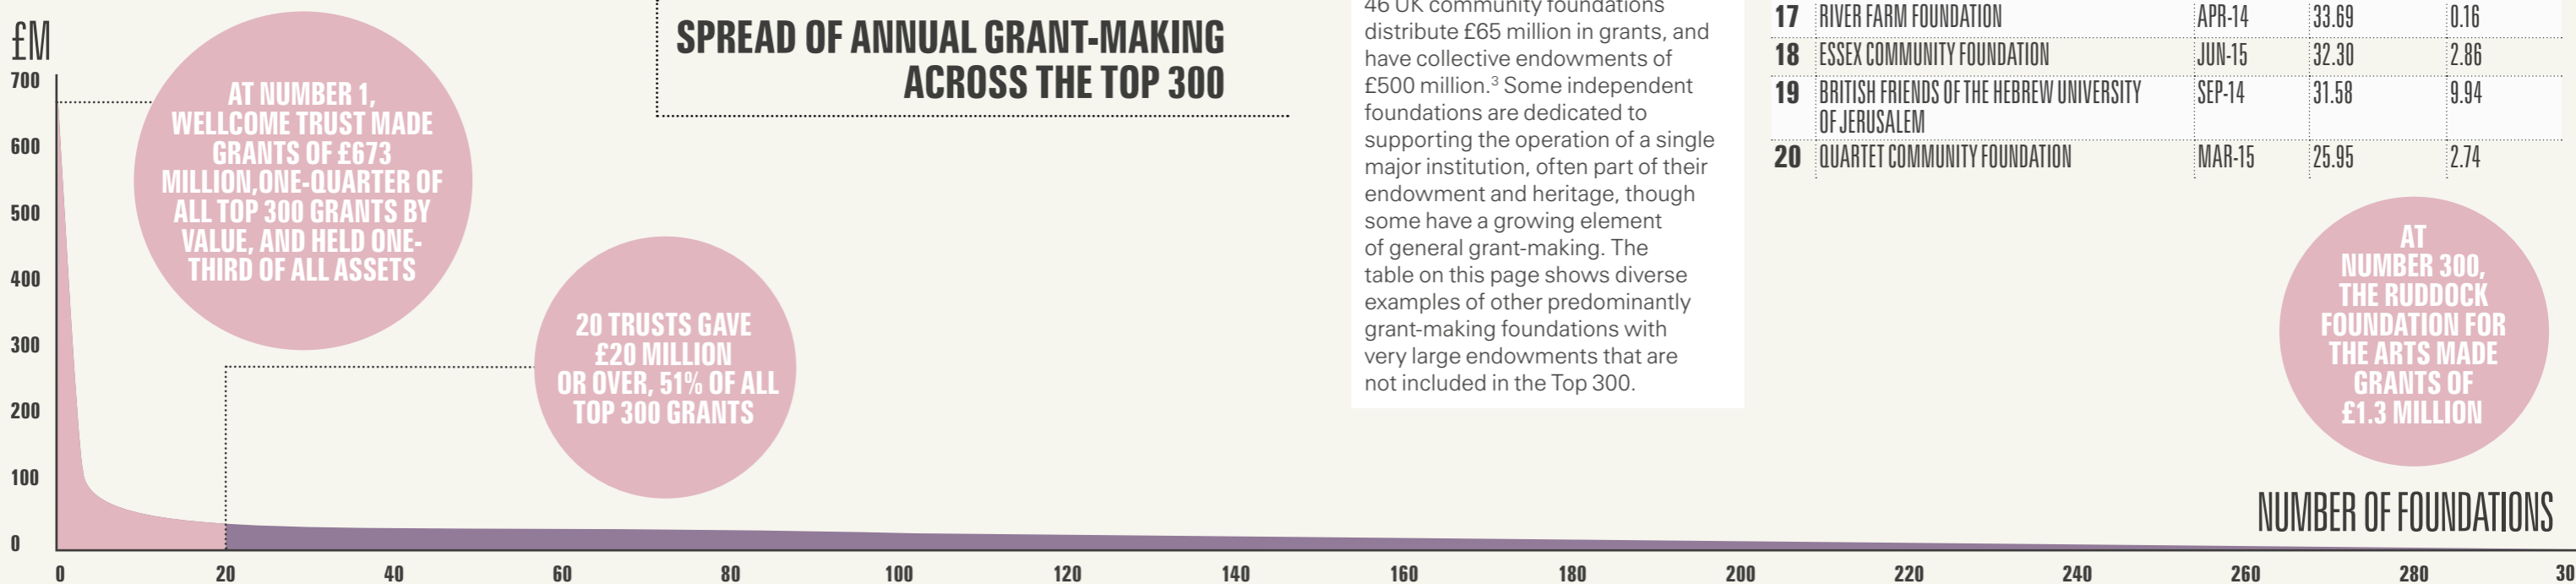 £M
700
600
500
400
300
200
100
0
AT NUMBER 1,
WELLCOME TRUST MADE
GRANTS OF £673
MILLION,ONE-QUARTER OF
ALL TOP 300 GRANTS BY
VALUE, AND HELD ONE-
THIRD OF ALL ASSETS
SPREAD OF ANNUAL GRANT-MAKING
ACROSS THE TOP 300
20 TRUSTS GAVE
£20 MILLION
OR OVER, 51% OF ALL
TOP 300 GRANTS
46 UK community foundations
distribute £65 million in grants, and
have collective endowments of
£500 million.³ Some independent
foundations are dedicated to
supporting the operation of a single
major institution, often part of their
endowment and heritage, though
some have a growing element
of general grant-making. The
table on this page shows diverse
examples of other predominantly
grant-making foundations with
very large endowments that are
not included in the Top 300.
17 RIVER FARM FOUNDATION APR-14 33.69 0.16
18 ESSEX COMMUNITY FOUNDATION JUN-15 32.30 2.86
19 BRITISH FRIENDS OF THE HEBREW UNIVERSITY SEP-14 31.58 9.94
OF JERUSALEM
20 QUARTET COMMUNITY FOUNDATION MAR-15 25.95 2.74
AT
NUMBER 300,
THE RUDDOCK
FOUNDATION FOR
THE ARTS MADE
GRANTS OF
£1.3 MILLION
NUMBER OF FOUNDATIONS
0 20 40 60 80 100 120 140 160 180 200 220 240 260 280 30